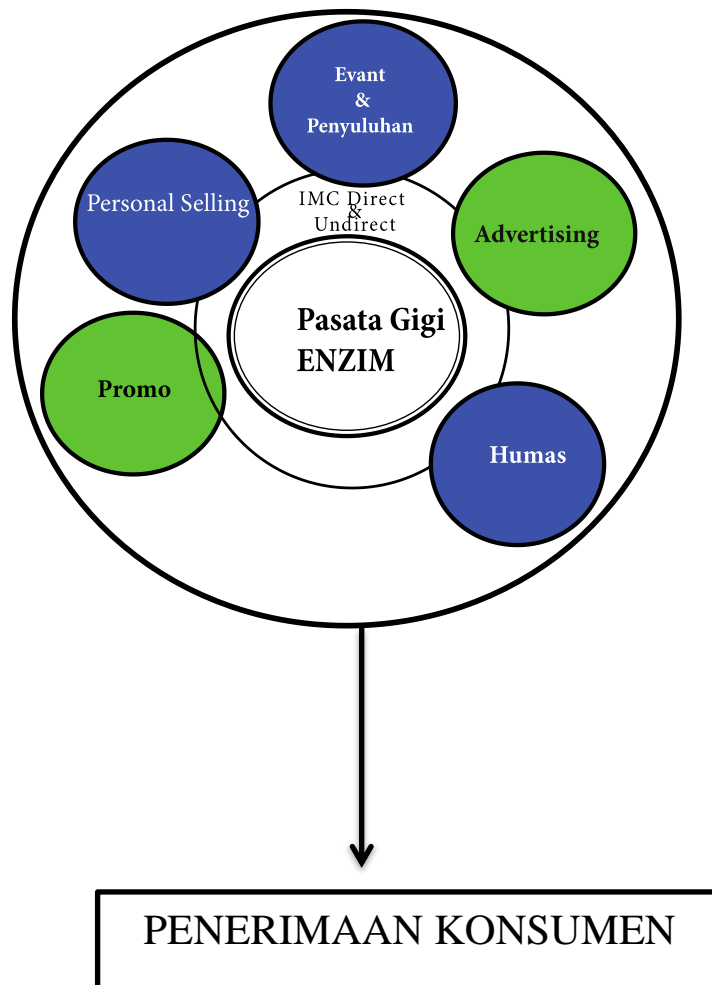 Evant
&
Penyuluhan
Personal Selling
IMC Direct
&
Undirect
Advertising
Pasata Gigi
ENZIM
Promo
Humas
PENERIMAAN KONSUMEN